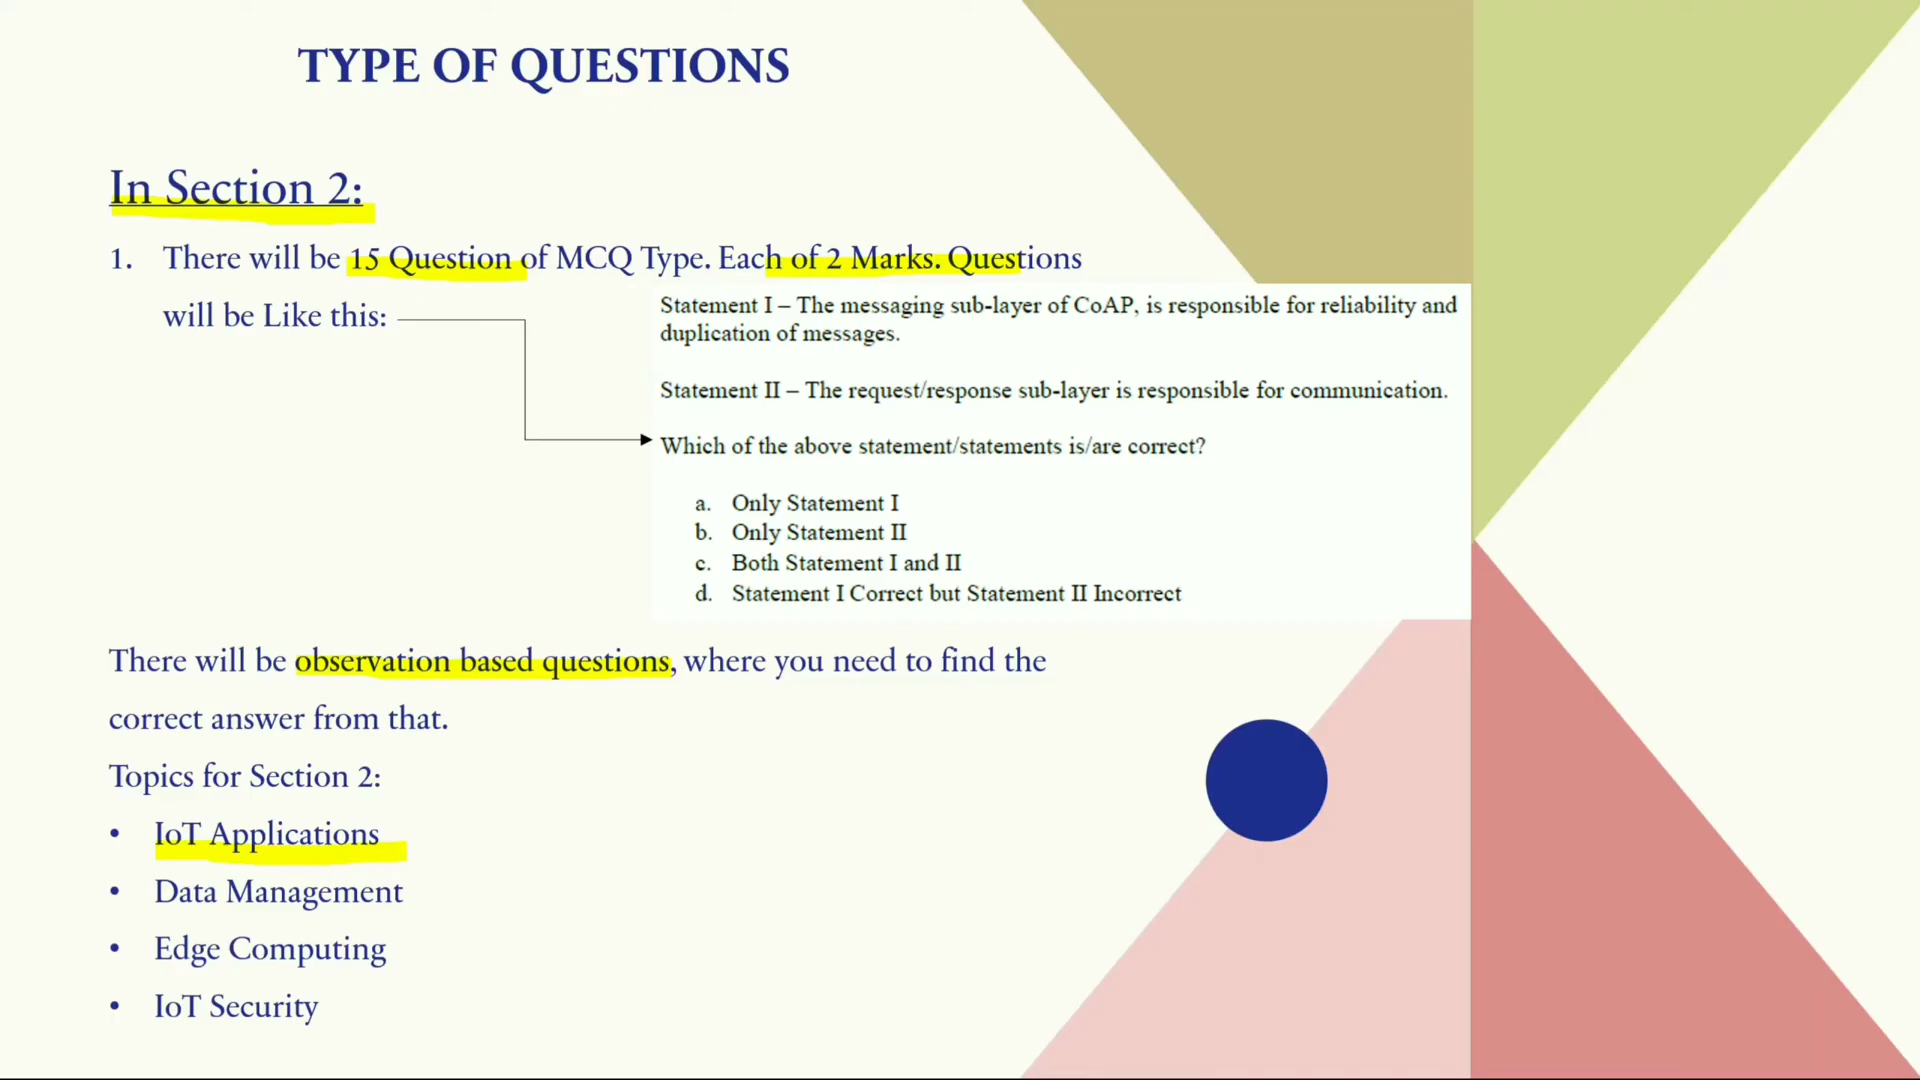 TYPE OF QUESTIONS
In Section 2:
1. There will be 15 Question of MCQ Type. Each of 2 Marks. Questions
will be Like this:
Statement I – The messaging sub-layer of CoAP, is responsible for reliability and
duplication of messages.
Statement II – The request/response sub-layer is responsible for communication.
Which of the above statement/statements is/are correct?
a. Only Statement I
b. Only Statement II
c. Both Statement I and II
d. Statement I Correct but Statement II Incorrect
There will be observation based questions, where you need to find the
correct answer from that.
Topics for Section 2:
• IoT Applications
• Data Management
• Edge Computing
• IoT Security